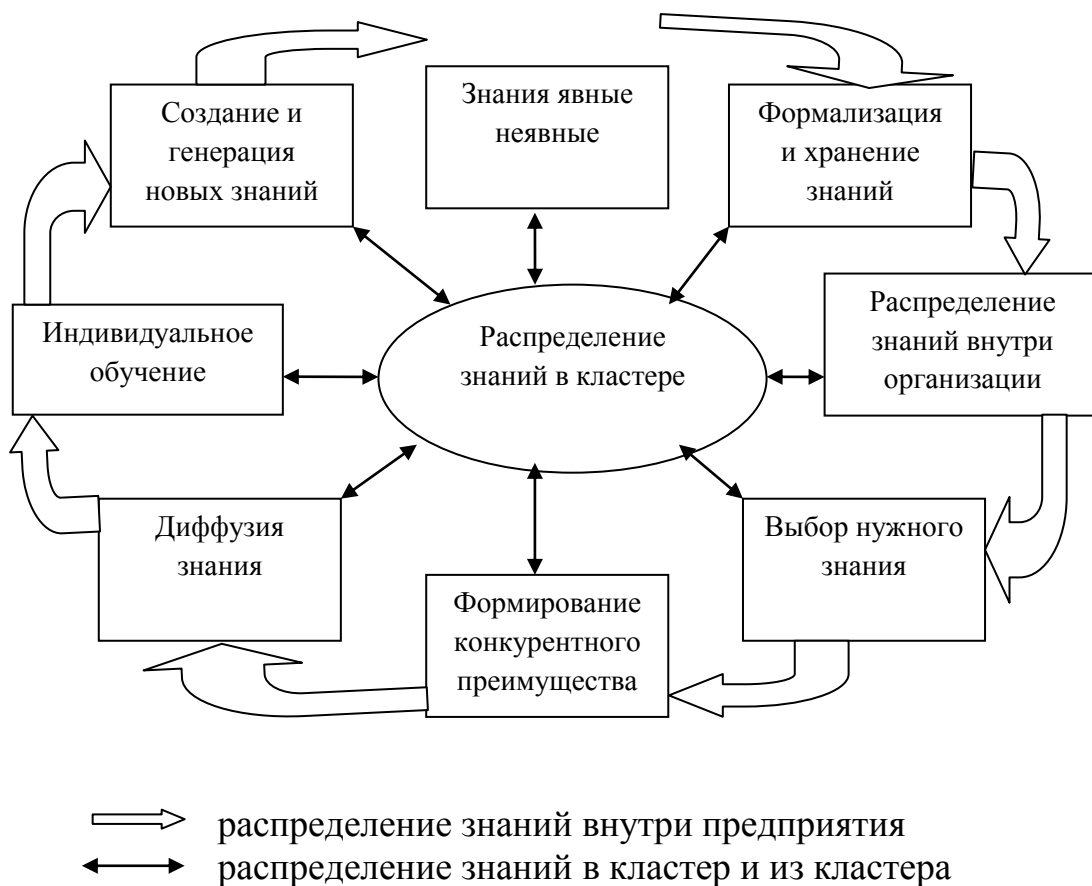 Создание и
генерация
новых знаний
Знания явные
неявные
Формализация
и хранение
знаний
Индивидуальное
обучение
Распределение
знаний в кластере
Распределение
знаний внутри
организации
Диффузия
знания
Формирование
конкурентного
преимущества
Выбор нужного
знания
распределение знаний внутри предприятия
распределение знаний в кластер и из кластера